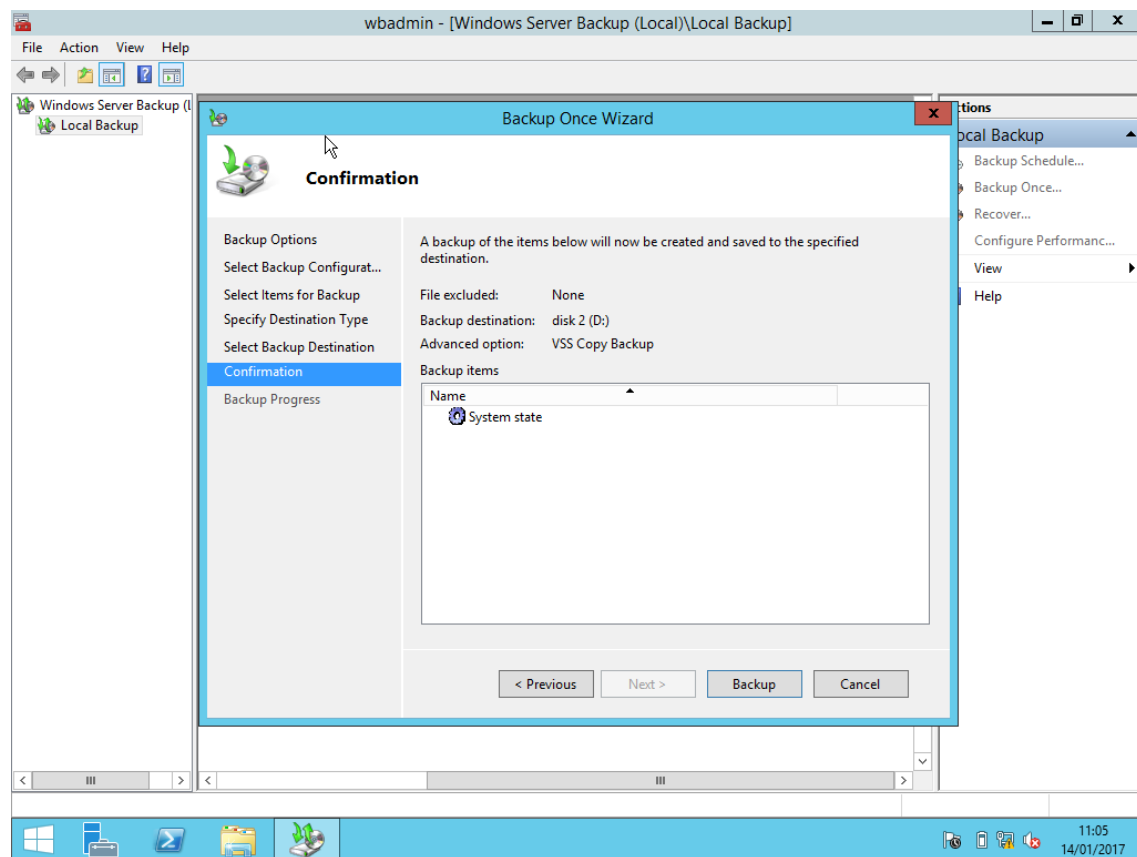 wbadmin - [Windows Server Backup (Local)\Local Backup]
File Action View Help
Windows Server Backup (L
Local Backup
Backup Once Wizard
Confirmation
Backup Options
Select Backup Configurat...
Select Items for Backup
Specify Destination Type
Select Backup Destination
Confirmation
Backup Progress
A backup of the items below will now be created and saved to the specified
destination.
File excluded: None
Backup destination: disk 2 (D:)
Advanced option: VSS Copy Backup
Backup items
Name
System state
< Previous
Next >
Backup
Cancel
ctions
ocal Backup
Backup Schedule...
Backup Once...
Recover...
Configure Performanc...
View
Help
11:05
14/01/2017